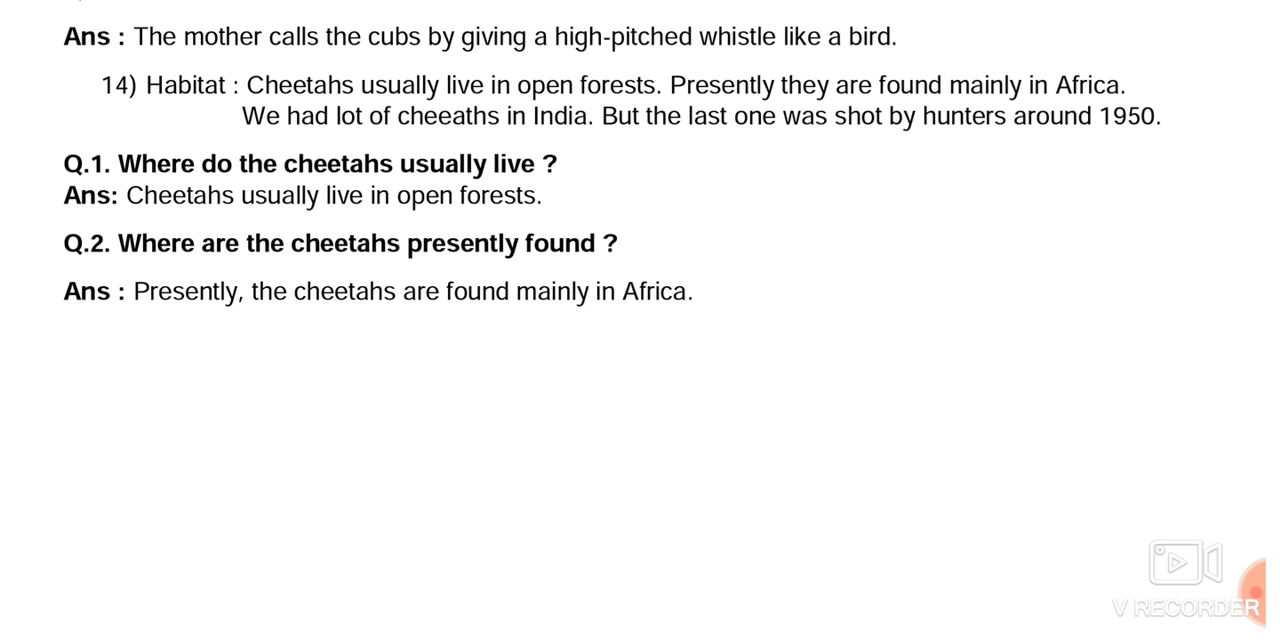 Ans : The mother calls the cubs by giving a high-pitched whistle like a bird.
14) Habitat : Cheetahs usually live in open forests. Presently they are found mainly in Africa.
We had lot of cheeaths in India. But the last one was shot by hunters around 1950.
Q.1. Where do the cheetahs usually live ?
Ans: Cheetahs usually live in open forests.
Q.2. Where are the cheetahs presently found ?
Ans : Presently, the cheetahs are found mainly in Africa.
V RECORDER